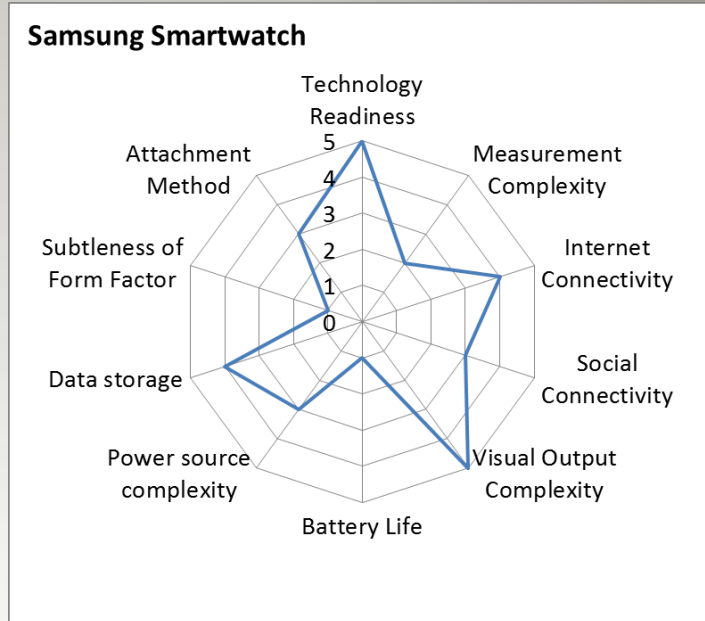 Samsung Smartwatch
Technology
Readiness
Attachment
Method
Measurement
Complexity
Subtleness of
Form Factor
Internet
Connectivity
Data storage
Social
Connectivity
Power source
complexity
Visual Output
Complexity
Battery Life
5
4
3
2
1
0